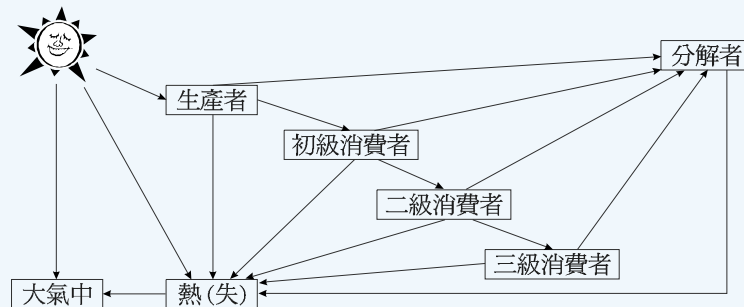 分解者
生產者
初級消費者
二級消費者
三級消費者
大氣中
熱(失)